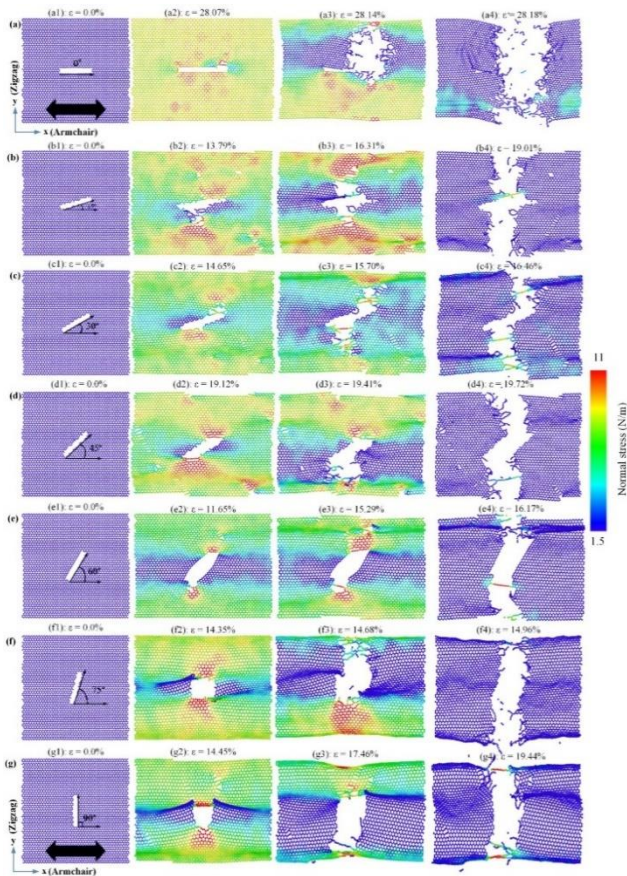 (a) (a1): ε = 0.0% (a2) ε = 28.07% (a3) ε = 28.14% (a4) ε = 28.18%
0°
y (Zigzag)
x (Armchair)
(b) (b1): ε = 0.0% (b2) ε = 13.79% (b3) ε = 16.31% (b4) ε = 19.01%
(c) (c1): ε = 0.0% (c2) ε = 14.65% (c3) ε = 15.70% (c4) ε = 16.46%
30°
(d) (d1): ε = 0.0% (d2) ε = 19.12% (d3) ε = 19.41% (d4) ε = 19.72%
45°
(e) (e1): ε = 0.0% (e2) ε = 11.65% (e3) ε = 15.29% (e4) ε = 16.17%
60°
(f) (f1): ε = 0.0% (f2) ε = 14.35% (f3) ε = 14.68% (f4) ε = 14.96%
75°
(g) (g1): ε = 0.0% (g2) ε = 14.45% (g3) ε = 17.46% (g4) ε = 19.44%
90°
y (Zigzag)
x (Armchair)
11
Normal stress (N/m)
1.5